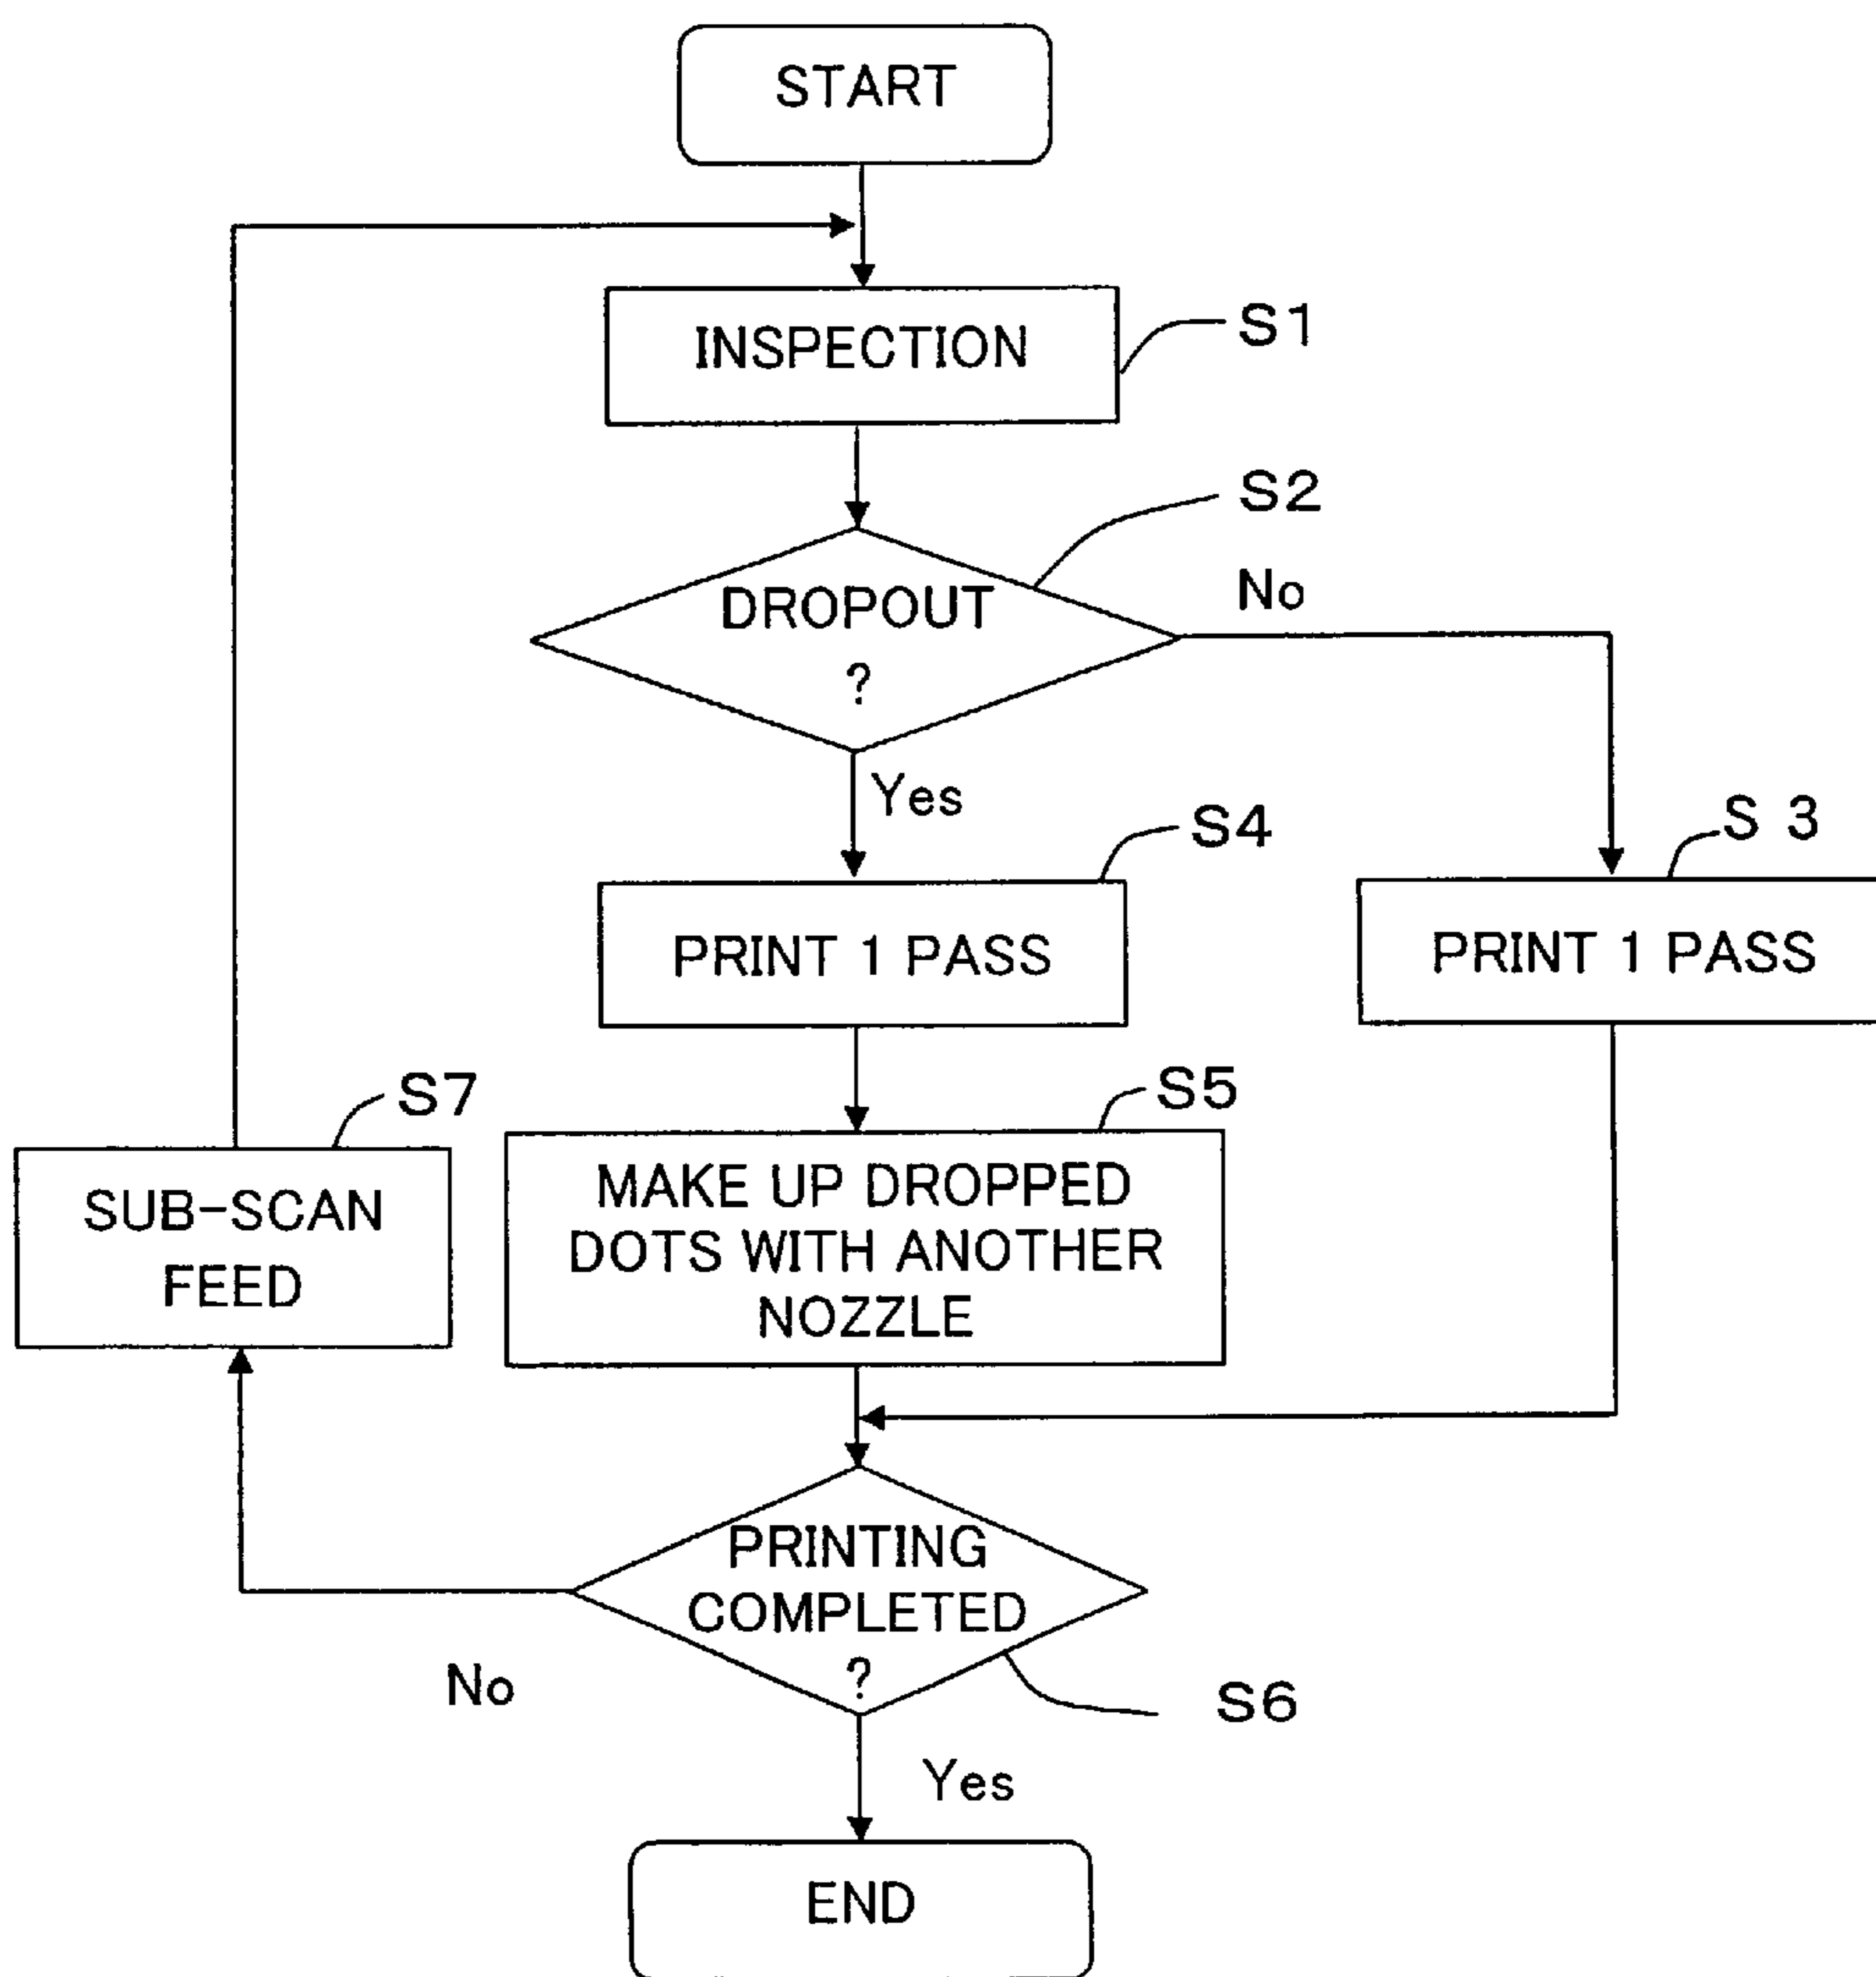 START
INSPECTION
S1
S2
DROPOUT
?
No
Yes
S4
S 3
PRINT 1 PASS
PRINT 1 PASS
S7
S5
SUB-SCAN
FEED
MAKE UP DROPPED
DOTS WITH ANOTHER
NOZZLE
PRINTING
COMPLETED
?
No
S6
Yes
END